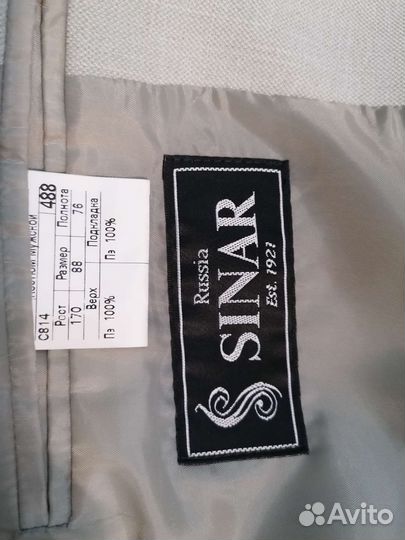 мужской
С814 488
Рост Размер Полнота
170 88 76
Верх Подкладка
Пэ 100% Пэ 100%
Russia
SINAR
Est. 1921
Avito